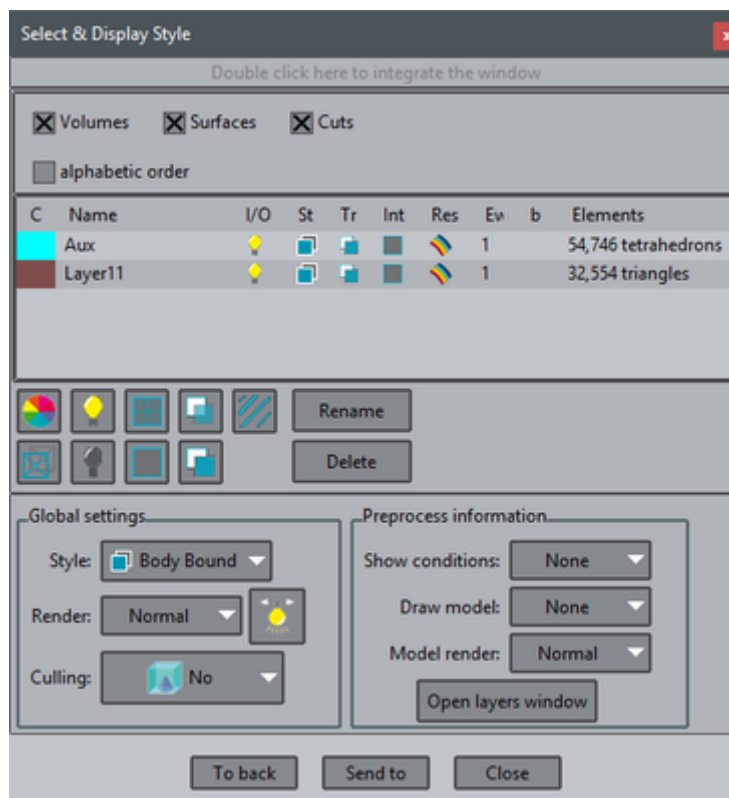 Select & Display Style
x
Double click here to integrate the window
Volumes Surfaces Cuts
alphabetic order
C Name I/O St Tr Int Res Ew b Elements
Aux 1 54,746 tetrahedrons
Layer11 1 32,554 triangles
Rename
Delete
Global settings
Style: Body Bound
Render: Normal
Culling: No
Preprocess information
Show conditions: None
Draw model: None
Model render: Normal
Open layers window
To back Send to Close